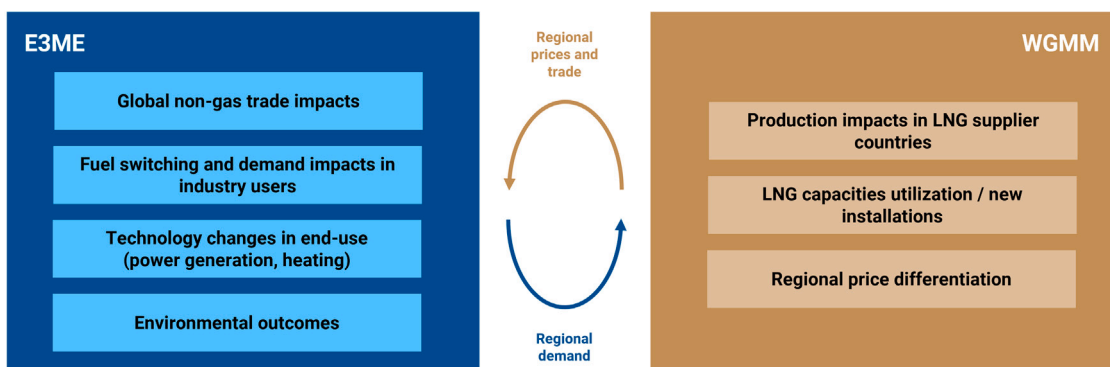 E3ME
Global non-gas trade impacts
Fuel switching and demand impacts in
industry users
Technology changes in end-use
(power generation, heating)
Environmental outcomes
Regional
prices and
trade
Regional
demand
WGMM
Production impacts in LNG supplier
countries
LNG capacities utilization / new
installations
Regional price differentiation